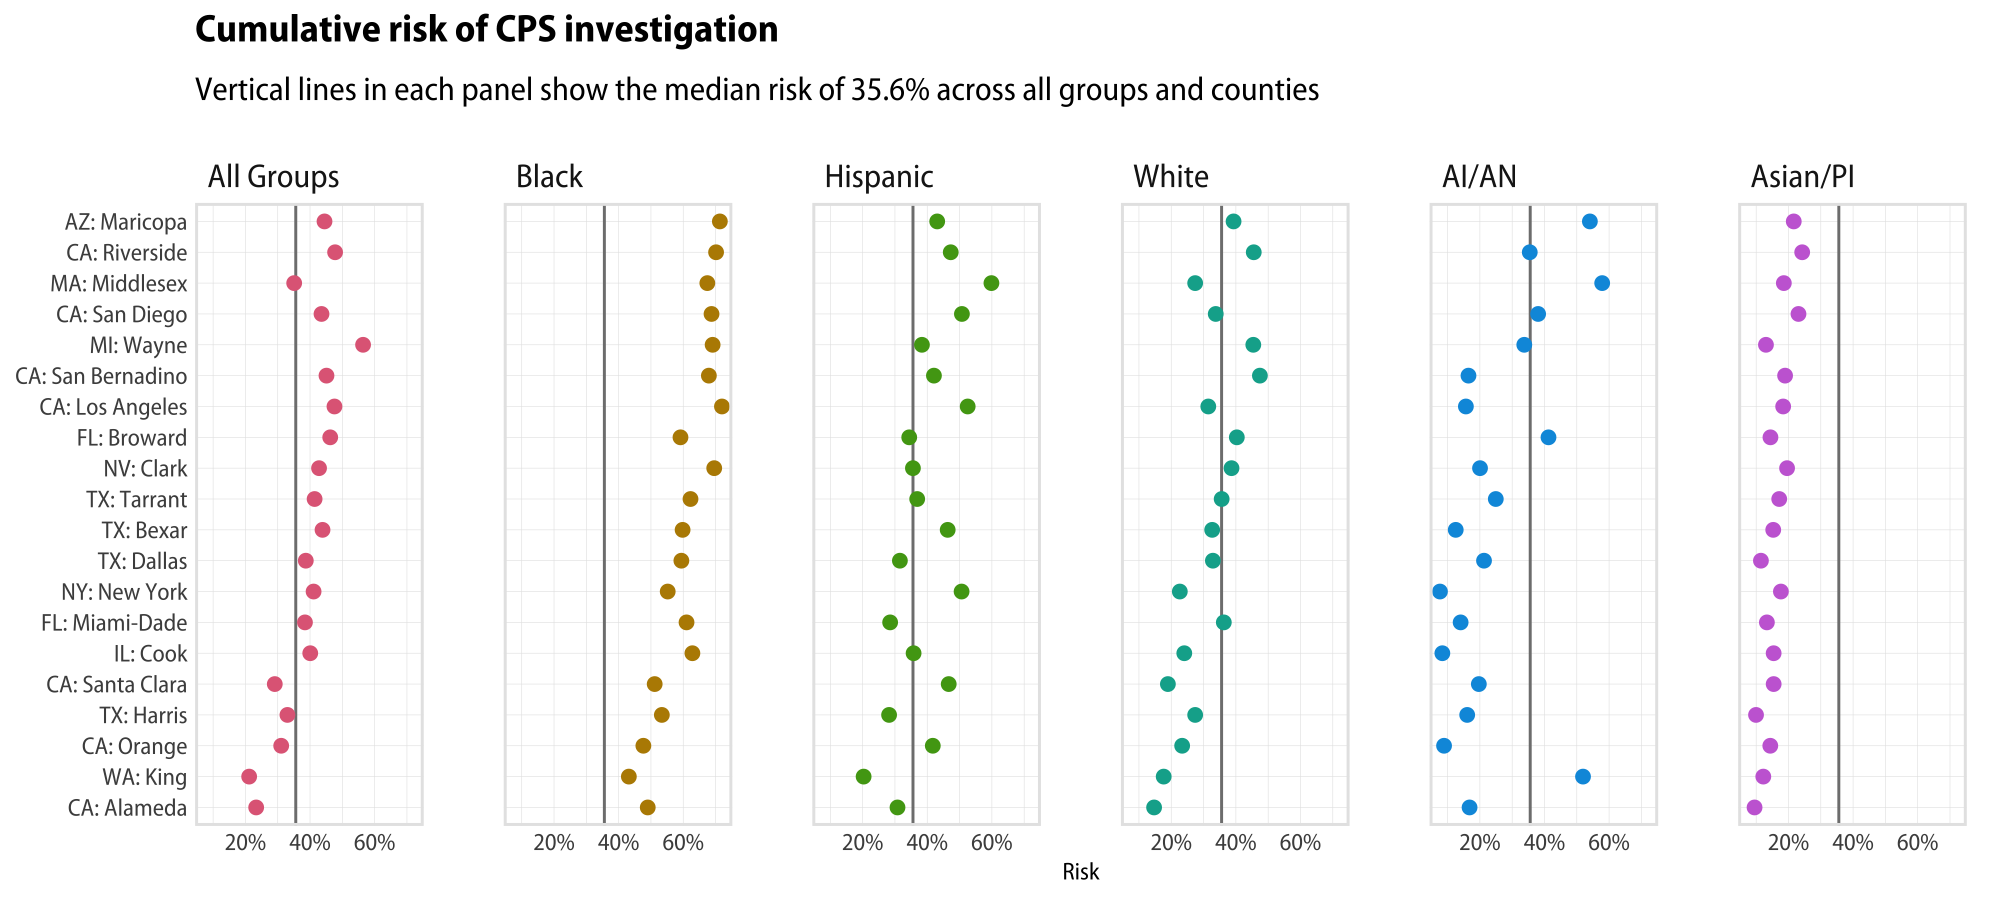 Cumulative risk of CPS investigation
Vertical lines in each panel show the median risk of 35.6% across all groups and counties
All Groups Black Hispanic White AI/AN Asian/PI
AZ: Maricopa
CA: Riverside
MA: Middlesex
CA: San Diego
MI: Wayne
CA: San Bernadino
CA: Los Angeles
FL: Broward
NV: Clark
TX: Tarrant
TX: Bexar
TX: Dallas
NY: New York
FL: Miami-Dade
IL: Cook
CA: Santa Clara
TX: Harris
CA: Orange
WA: King
CA: Alameda
20% 40% 60% 20% 40% 60% 20% 40% 60% 20% 40% 60% 20% 40% 60% 20% 40% 60%
Risk